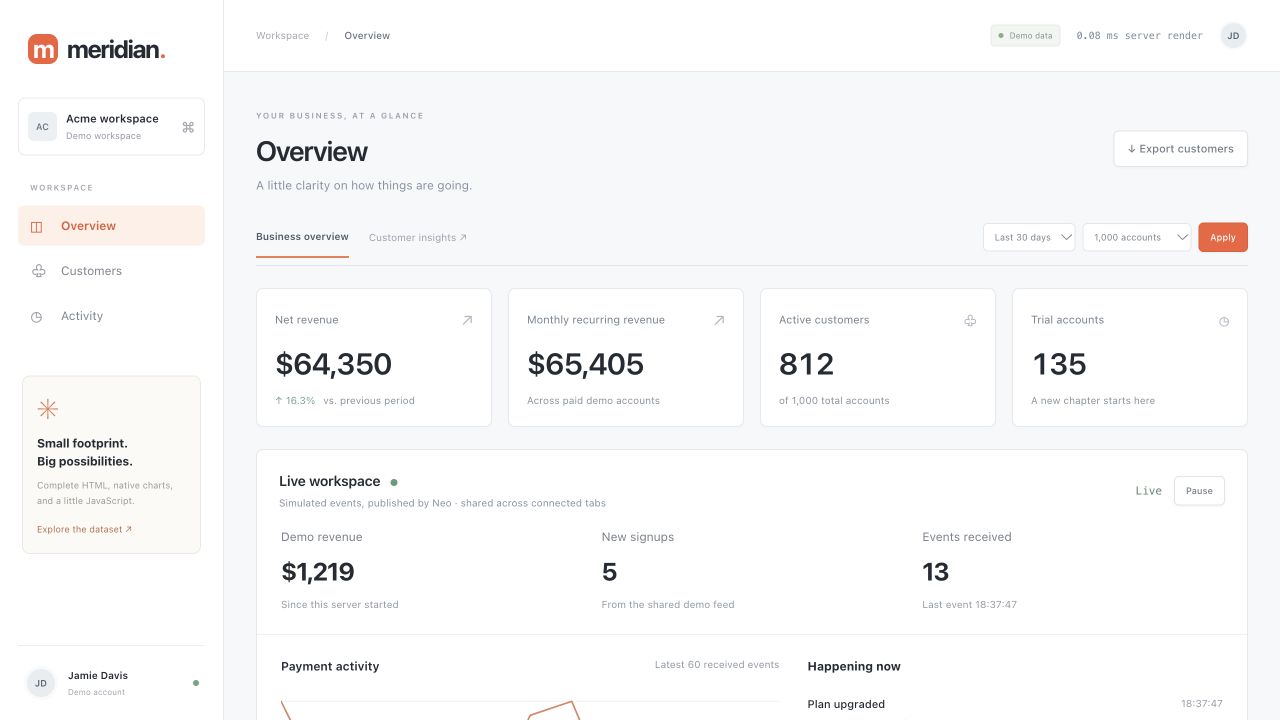 m meridian.
AC
Acme workspace
Demo workspace
⌘
WORKSPACE
Overview
Customers
Activity
Small footprint.
Big possibilities.
Complete HTML, native charts,
and a little JavaScript.
Explore the dataset ↗
JD
Jamie Davis
Demo account
Workspace / Overview
Demo data
0.08 ms server render
JD
YOUR BUSINESS, AT A GLANCE
Overview
A little clarity on how things are going.
↓ Export customers
Business overview
Customer insights ↗
Last 30 days
1,000 accounts
Apply
Net revenue ↗
$64,350
↑ 16.3% vs. previous period
Monthly recurring revenue ↗
$65,405
Across paid demo accounts
Active customers
812
of 1,000 total accounts
Trial accounts
135
A new chapter starts here
Live workspace
Simulated events, published by Neo · shared across connected tabs
Live
Pause
Demo revenue
$1,219
Since this server started
New signups
5
From the shared demo feed
Events received
13
Last event 18:37:47
Payment activity
Latest 60 received events
Happening now
Plan upgraded
18:37:47